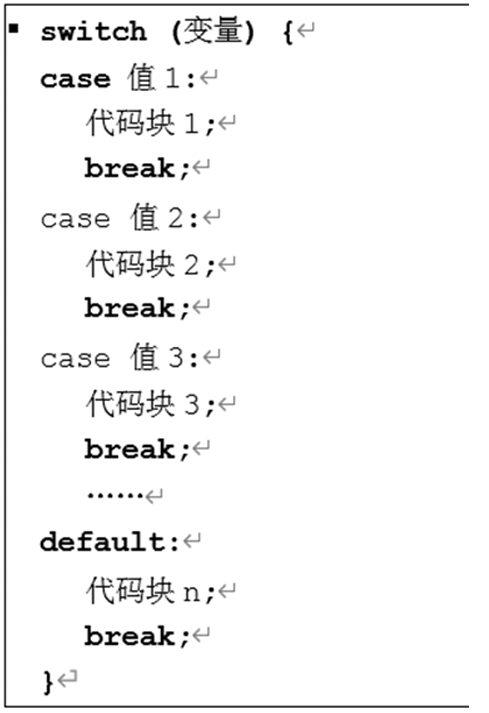 ▪ switch (变量) {↵
case 值1:↵
代码块1;↵
break;↵
case 值2:↵
代码块2;↵
break;↵
case 值3:↵
代码块3;↵
break;↵
……↵
default:↵
代码块n;↵
break;↵
}↵